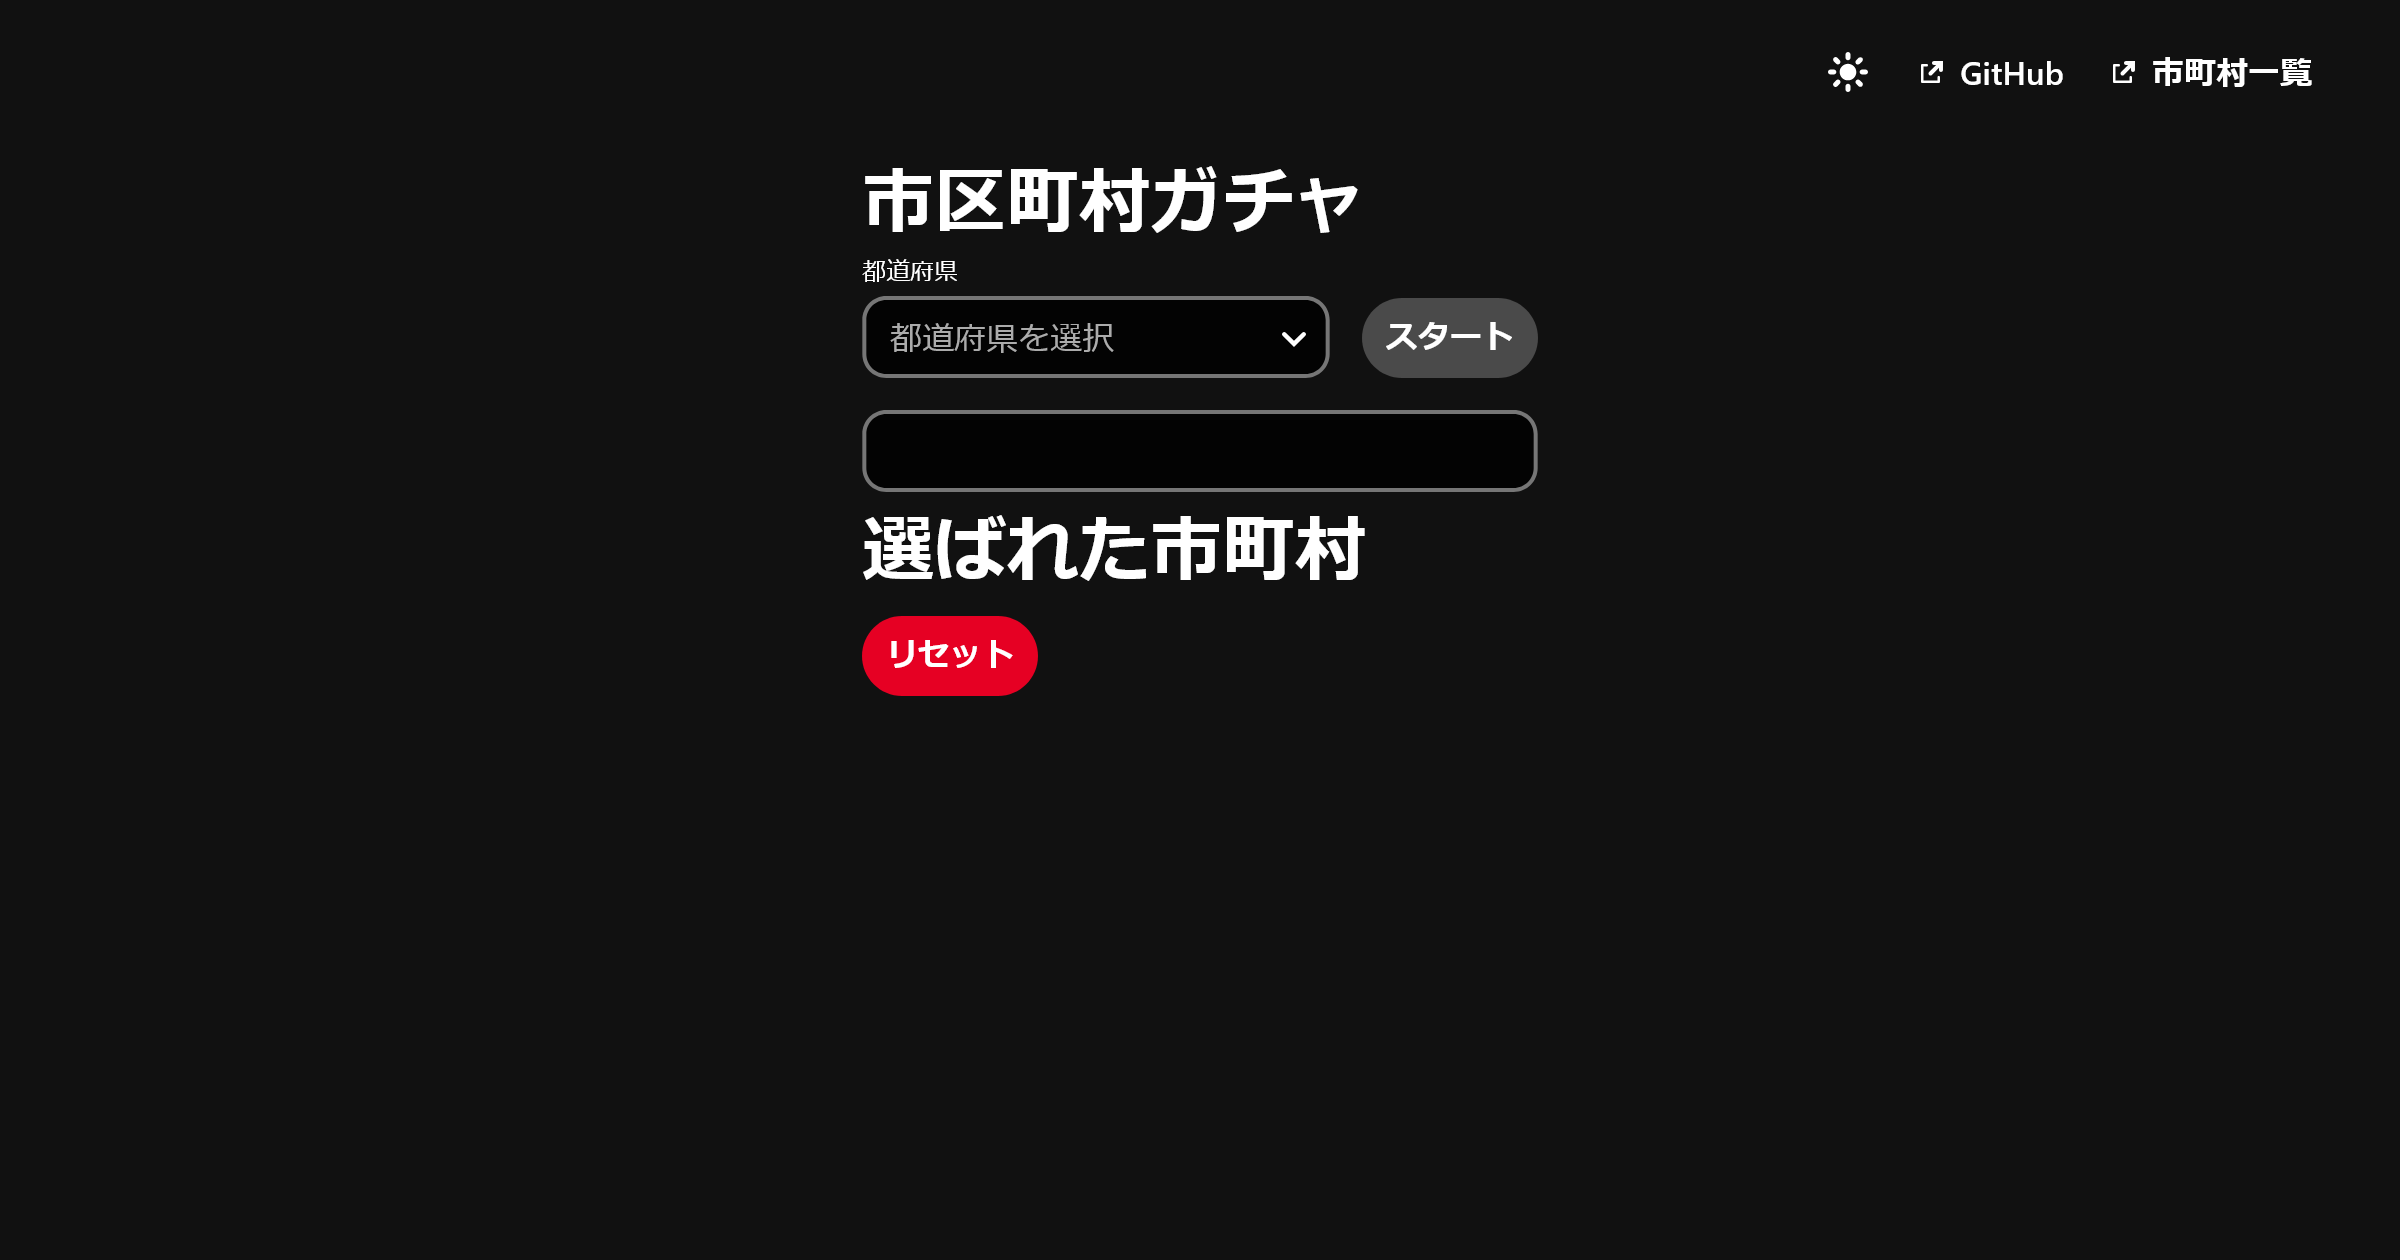 GitHub
市町村一覧
市区町村ガチャ
都道府県
都道府県を選択
スタート
選ばれた市町村
リセット